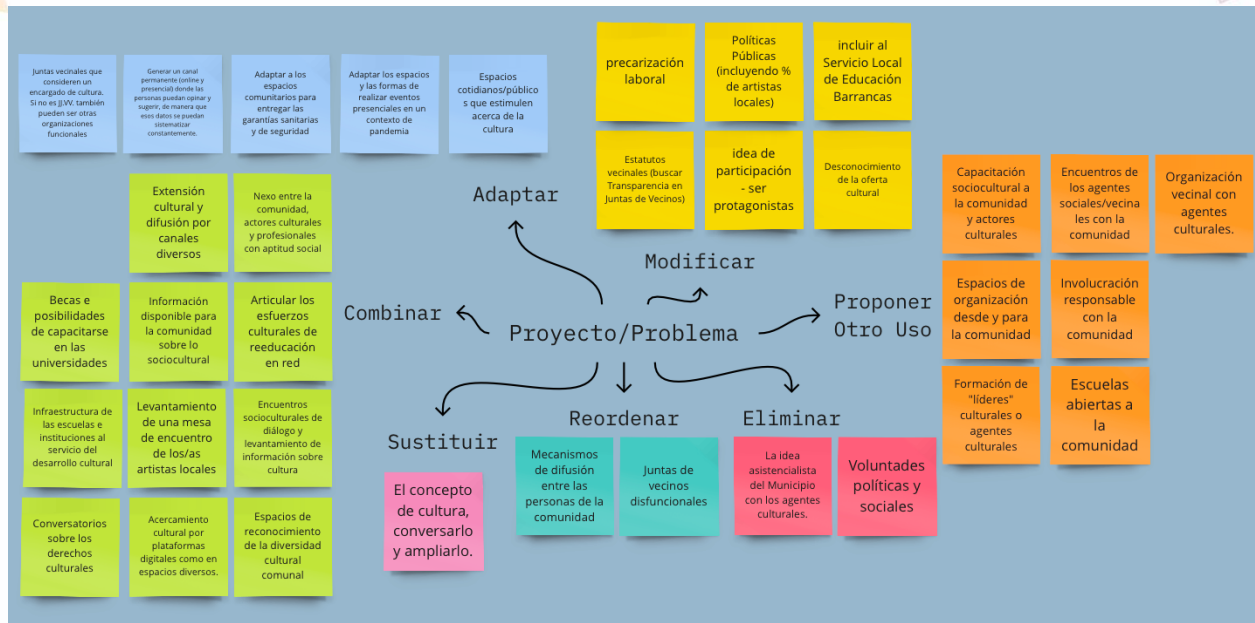 Juntas vecinales que
consideren un
encargado de cultura.
Si no es JJ.VV. también
pueden ser otras
organizaciones
funcionales
Generar un canal
permanente (online y
presencial) donde las
personas puedan opinar y
sugerir, de manera que
esos datos se puedan
sistematizar
constantemente.
Adaptar a los
espacios
comunitarios para
entregar las
garantías sanitarias
y de seguridad
Adaptar los espacios
y las formas de
realizar eventos
presenciales en un
contexto de
pandemia
Espacios
cotidianos/público
s que estimulen
acerca de la
cultura
precarización
laboral
Políticas
Públicas
(incluyendo %
de artistas
locales)
incluir al
Servicio Local
de Educación
Barrancas
Estatutos
vecinales (buscar
Transparencia en
Juntas de Vecinos)
idea de
participación
- ser
protagonistas
Desconocimiento
de la oferta
cultural
Capacitación
sociocultural a
la comunidad
y actores
culturales
Encuentros de
los agentes
sociales/vecina
les con la
comunidad
Organización
vecinal con
agentes
culturales.
Espacios de
organización
desde y para
la comunidad
Involucración
responsable
con la
comunidad
Formación de
"líderes"
culturales o
agentes
culturales
Escuelas
abiertas a
la
comunidad
Adaptar
Modificar
Combinar
Proyecto/Problema
Proponer
Otro Uso
Sustituir
Reordenar
Eliminar
Extensión
cultural y
difusión por
canales
diversos
Nexo entre la
comunidad,
actores culturales
y profesionales
con aptitud social
Becas e
posibilidades
de capacitarse
en las
universidades
Información
disponible para
la comunidad
sobre lo
sociocultural
Articular los
esfuerzos
culturales de
reeducación
en red
Infraestructura de
las escuelas e
instituciones al
servicio del
desarrollo cultural
Levantamiento
de una mesa
de encuentro
de los/as
artistas locales
Encuentros
socioculturales de
diálogo y
levantamiento de
información sobre
cultura
Conversatorios
sobre los
derechos
culturales
Acercamiento
cultural por
plataformas
digitales como en
espacios diversos.
Espacios de
reconocimiento
de la diversidad
cultural
comunal
El concepto
de cultura,
conversarlo
y ampliarlo.
Mecanismos
de difusión
entre las
personas de la
comunidad
Juntas de
vecinos
disfuncionales
La idea
asistencialista
del Municipio
con los agentes
culturales.
Voluntades
políticas y
sociales